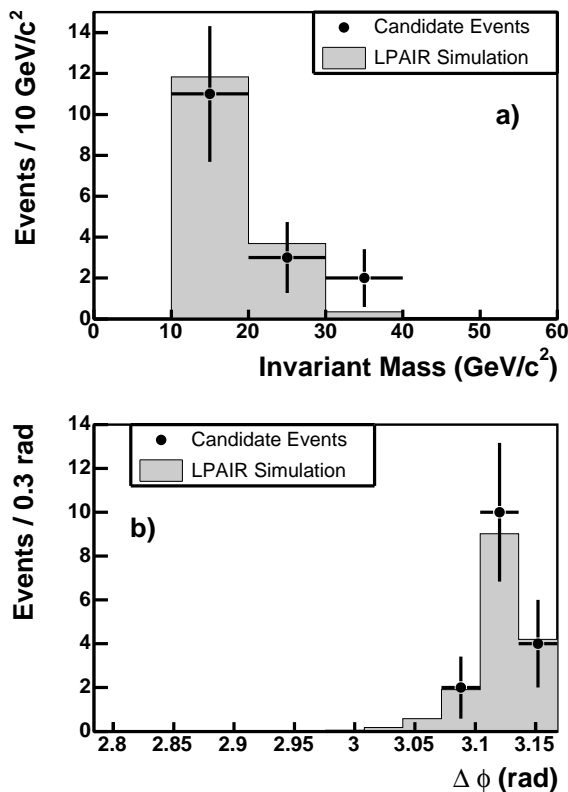 Events / 10 GeV/c²
14
12
10
8
6
4
2
0
Candidate Events
LPAIR Simulation
a)
0 10 20 30 40 50 60
Invariant Mass (GeV/c²)
Events / 0.3 rad
14
12
10
8
6
4
2
0
Candidate Events
LPAIR Simulation
b)
2.8 2.85 2.9 2.95 3 3.05 3.1 3.15
Δ ϕ (rad)